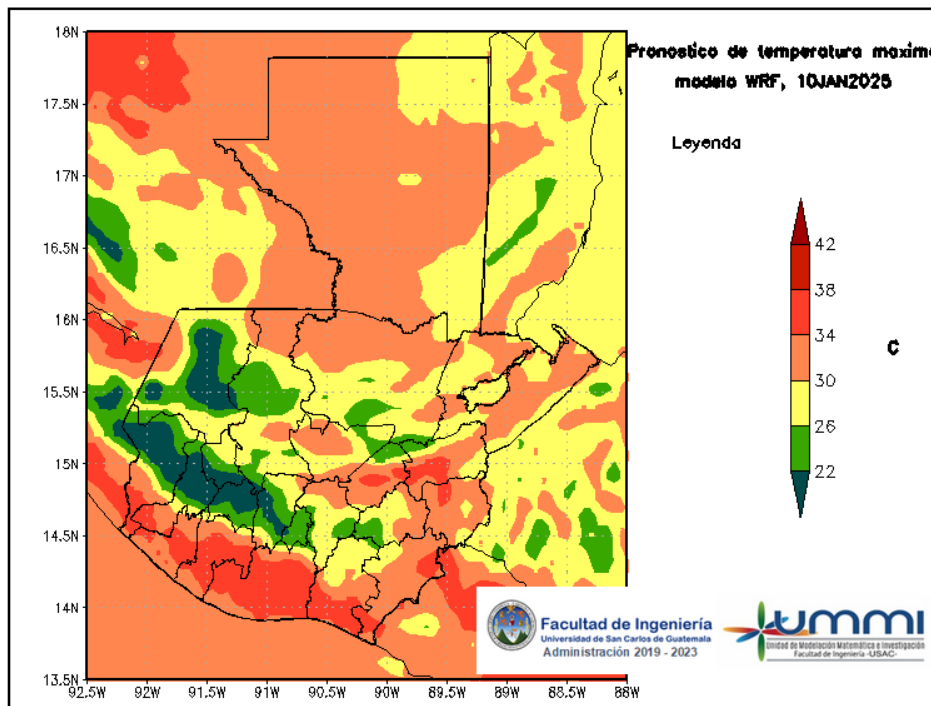 Pronostico de temperatura maxima
modelo WRF, 10JAN2025
Leyenda
18N
17.5N
17N
16.5N
16N
15.5N
15N
14.5N
14N
13.5N
92.5W
92W
91.5W
91W
90.5W
90W
89.5W
89W
88.5W
88W
42
38
34
30
26
22
C
Facultad de Ingeniería
Universidad de San Carlos de Guatemala
Administración 2019 - 2023
UMMI
Unidad de Modelación Matemática e Investigación
Facultad de Ingeniería -USAC-